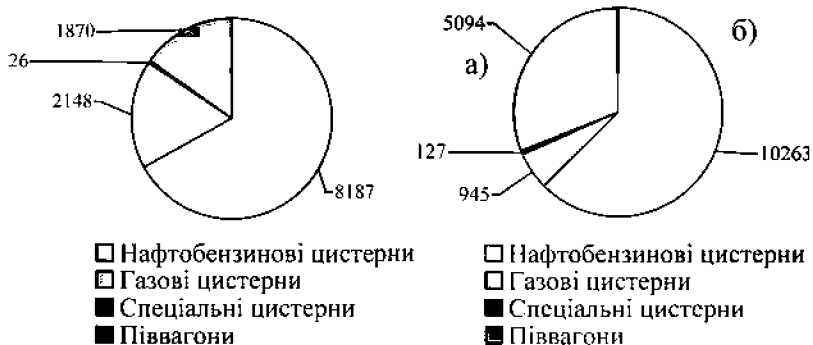 1870
26
2148
8187
а)
5094
б)
127
945
10263
Нафтобензинові цистерни
Газові цистерни
Спеціальні цистерни
Піввагони
Нафтобензинові цистерни
Газові цистерни
Спеціальні цистерни
Піввагони